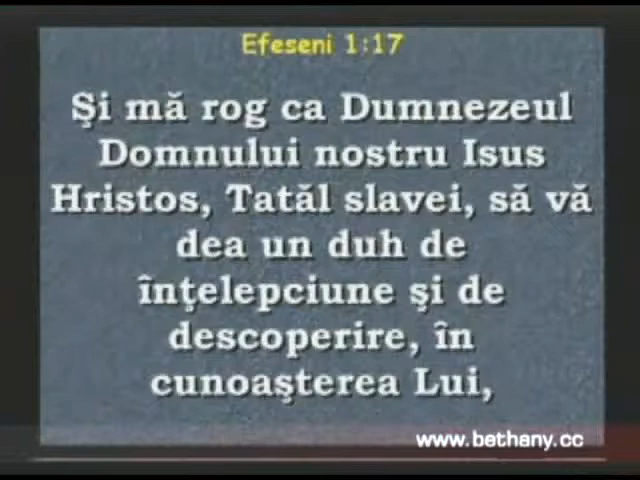 Efeseni 1:17
Şi mă rog ca Dumnezeul
Domnului nostru Isus
Hristos, Tatăl slavei, să vă
dea un duh de
înţelepciune şi de
descoperire, în
cunoaşterea Lui,
www.bethany.cc